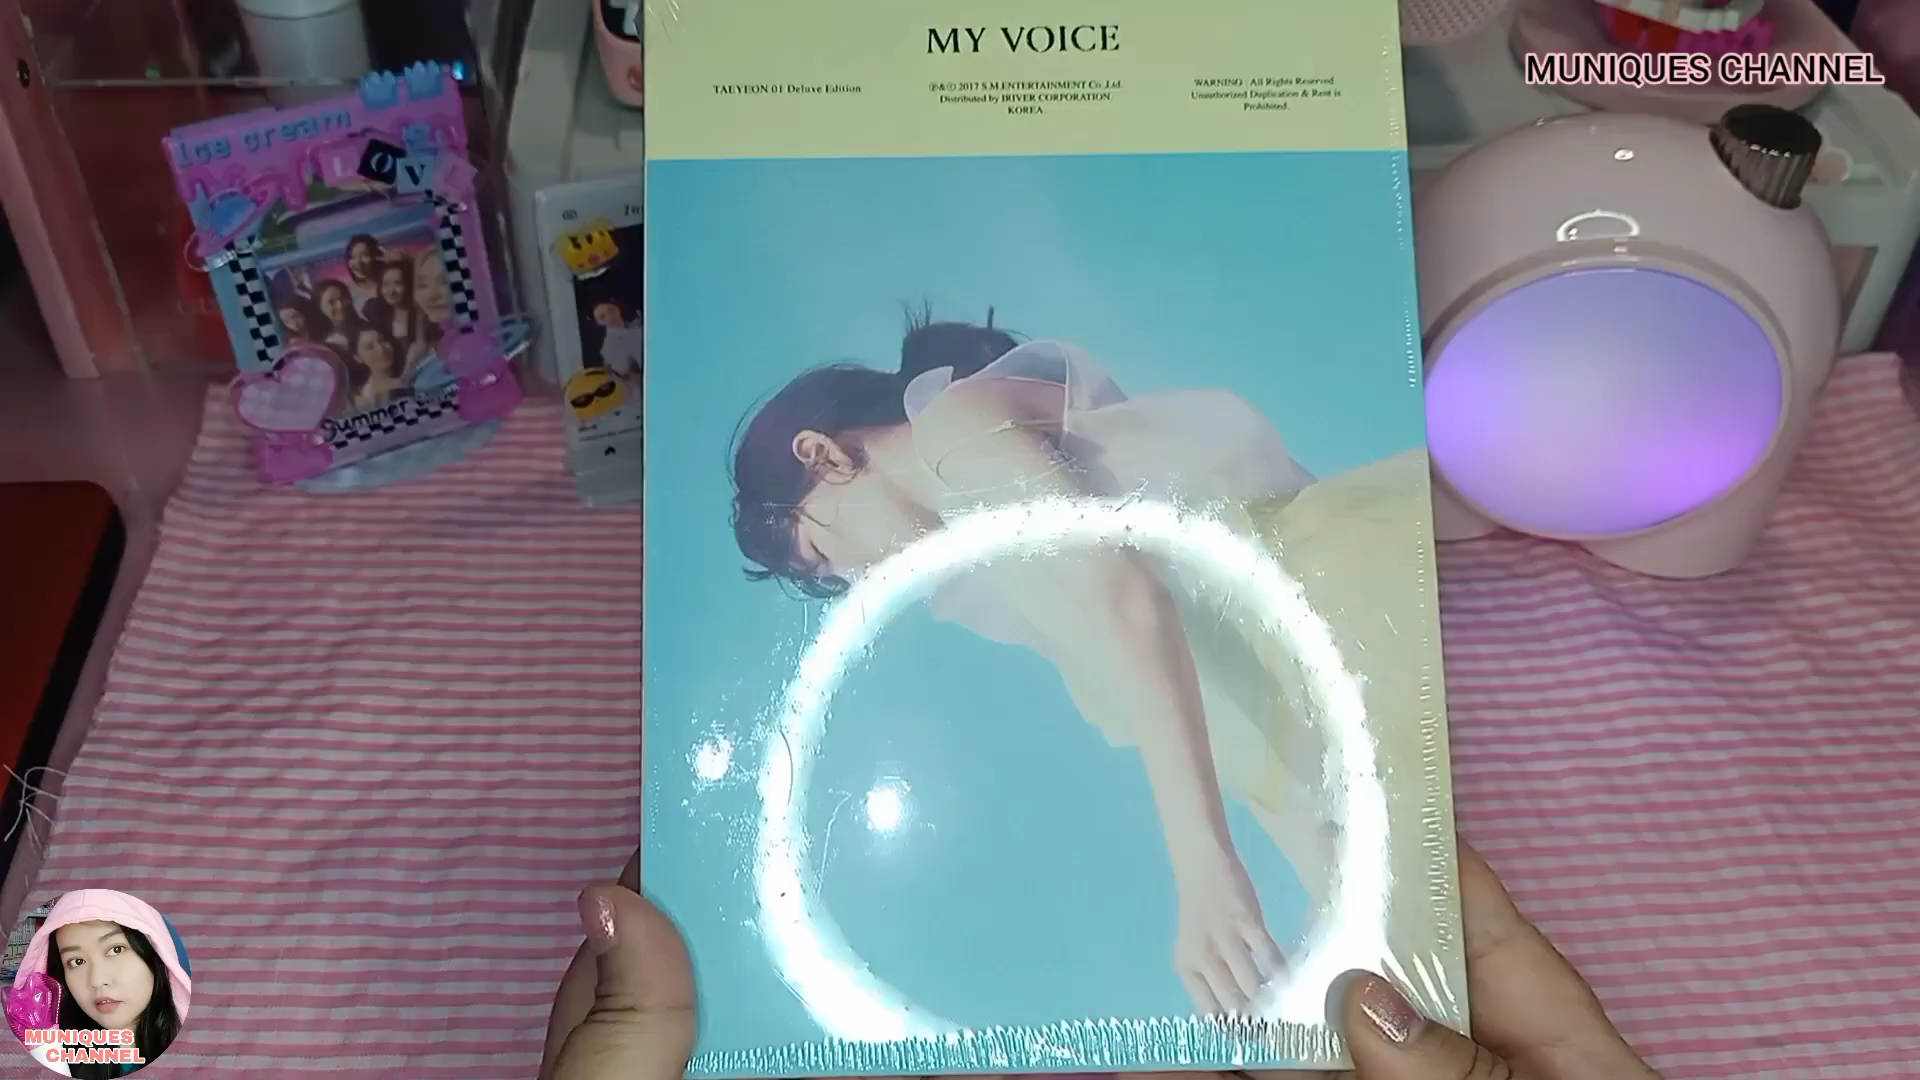 MY VOICE
TAEYEON 01 Deluxe Edition
℗&© 2017 S.M.ENTERTAINMENT Co.,Ltd.
Distributed by IRIVER CORPORATION.
KOREA
WARNING : All Rights Reserved.
Unauthorized Duplication & Rent is
Prohibited.
MUNIQUES CHANNEL
Ice cream
LOVE
Summer
MUNIQUES
CHANNEL